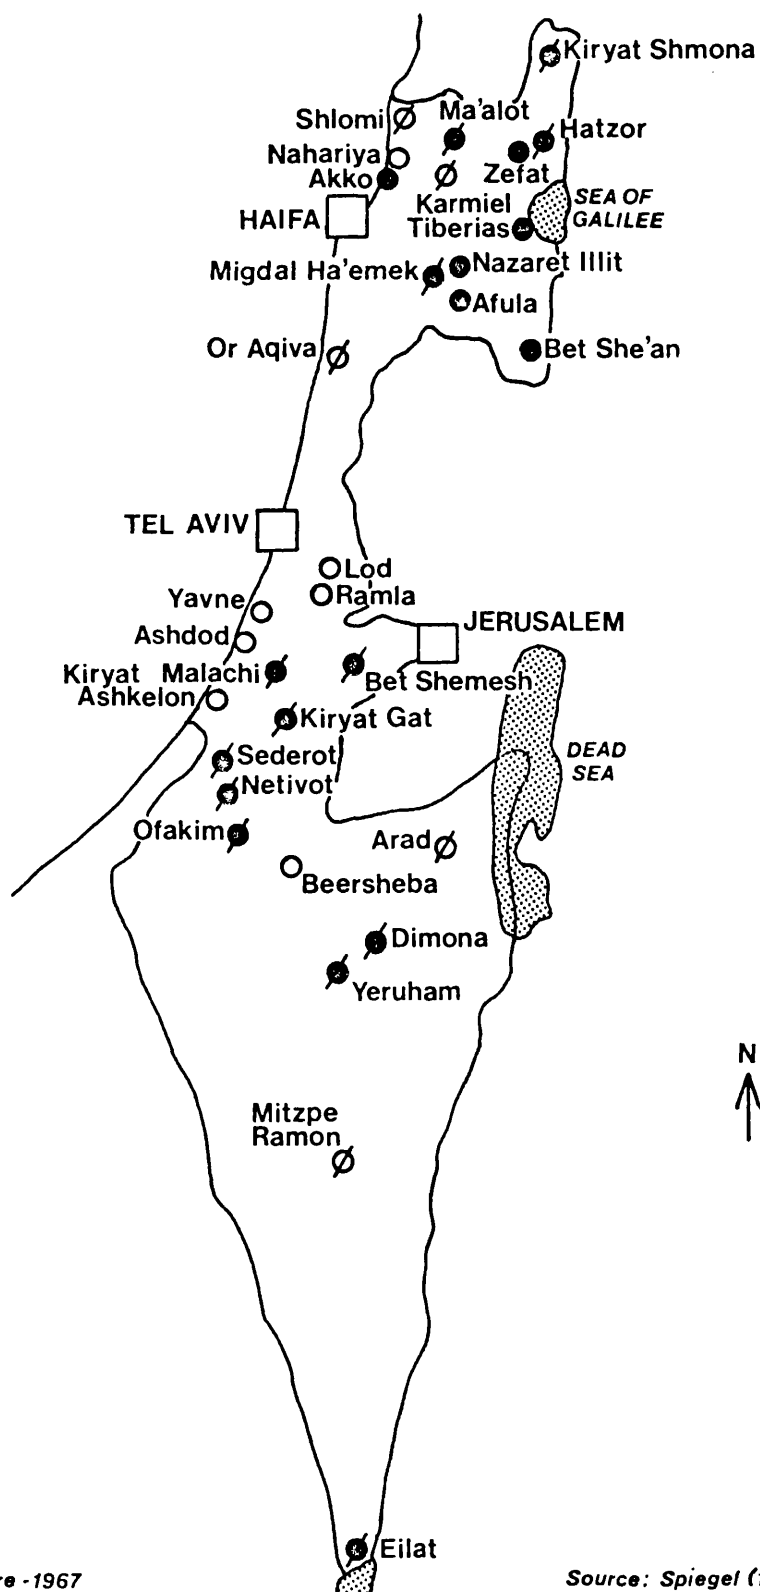 Kiryat Shmona
Ma'alot
Shlomi
Hatzor
Nahariya
Zefat
Akko
SEA OF
GALILEE
Karmiel
HAIFA
Tiberias
Nazaret Illit
Migdal Ha'emek
Afula
Or Aqiva
Bet She'an
TEL AVIV
Lod
Ramla
Yavne
JERUSALEM
Ashdod
Kiryat Malachi
Bet Shemesh
Ashkelon
Kiryat Gat
Sederot
DEAD
SEA
Netivot
Ofakim
Arad
Beersheba
Dimona
Yeruham
N
Mitzpe
Ramon
Eilat
-1967
Source: Spiegel